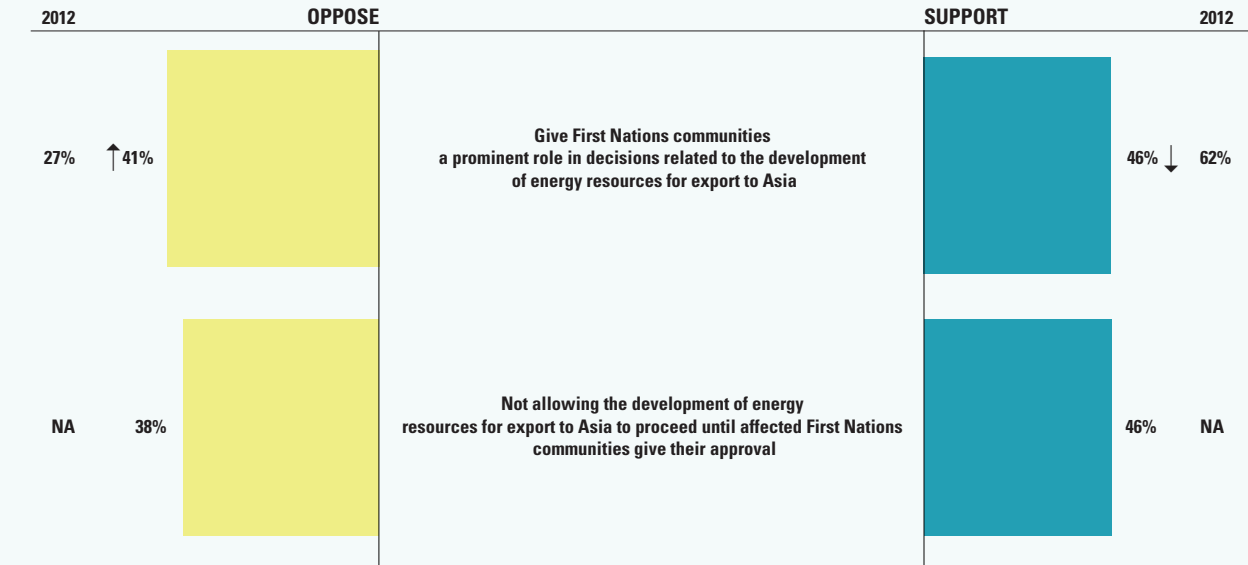 2012 OPPOSE SUPPORT 2012
Give First Nations communities
27% ↑ 41% a prominent role in decisions related to the development 46% ↓ 62%
of energy resources for export to Asia
Not allowing the development of energy
NA 38% resources for export to Asia to proceed until affected First Nations 46% NA
communities give their approval